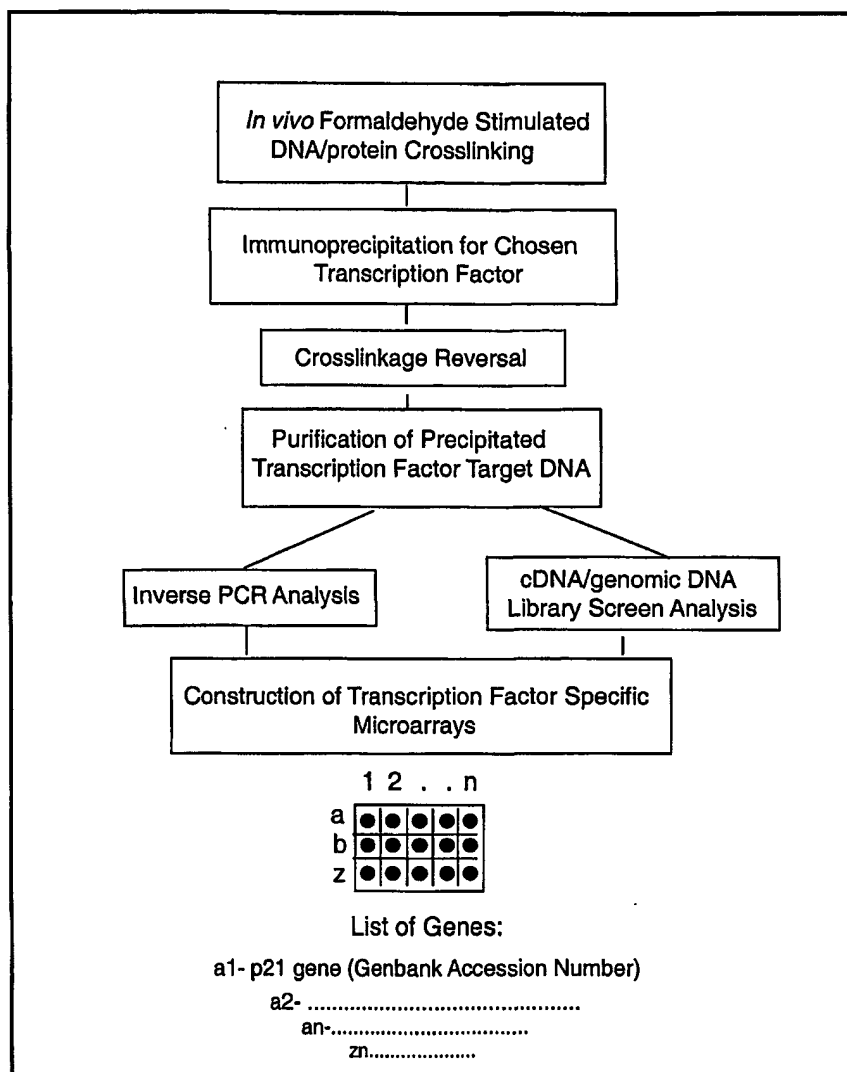 In vivo Formaldehyde Stimulated
DNA/protein Crosslinking
Immunoprecipitation for Chosen
Transcription Factor
Crosslinkage Reversal
Purification of Precipitated
Transcription Factor Target DNA
Inverse PCR Analysis
cDNA/genomic DNA
Library Screen Analysis
Construction of Transcription Factor Specific
Microarrays
1 2 . . n
a
b
z
List of Genes:
a1- p21 gene (Genbank Accession Number)
a2- .............................................
an-.................................
zn...................